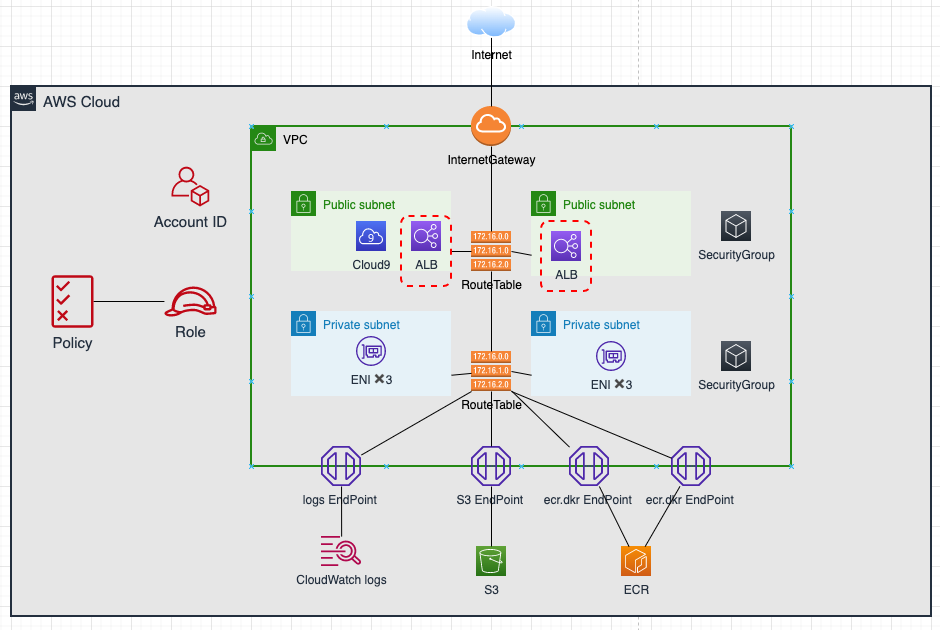 Internet
aws
AWS Cloud
VPC
InternetGateway
Account ID
Public subnet
Public subnet
9
Cloud9
ALB
172.16.0.0
172.16.1.0
172.16.2.0
RouteTable
ALB
SecurityGroup
Policy
Role
Private subnet
Private subnet
ENI ✖3
172.16.0.0
172.16.1.0
172.16.2.0
RouteTable
ENI ✖3
SecurityGroup
logs EndPoint
S3 EndPoint
ecr.dkr EndPoint
ecr.dkr EndPoint
CloudWatch logs
S3
ECR